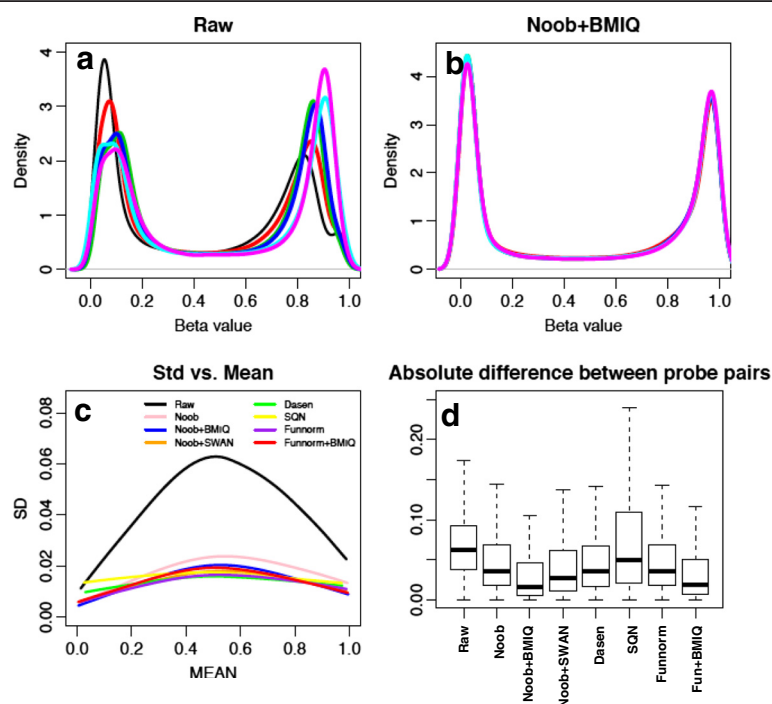 Raw
a
Density
4
3
2
1
0
0.0 0.2 0.4 0.6 0.8 1.0
Beta value
Noob+BMIQ
b
Density
4
3
2
1
0
0.0 0.2 0.4 0.6 0.8 1.0
Beta value
Std vs. Mean
c
Raw
Noob
Noob+BMIQ
Noob+SWAN
Dasen
SQN
Funnorm
Funnorm+BMIQ
SD
0.08
0.06
0.04
0.02
0.00
0.0 0.2 0.4 0.6 0.8 1.0
MEAN
Absolute difference between probe pairs
d
0.20
0.10
0.00
Raw
Noob
Noob+BMIQ
Noob+SWAN
Dasen
SQN
Funnorm
Fun+BMIQ